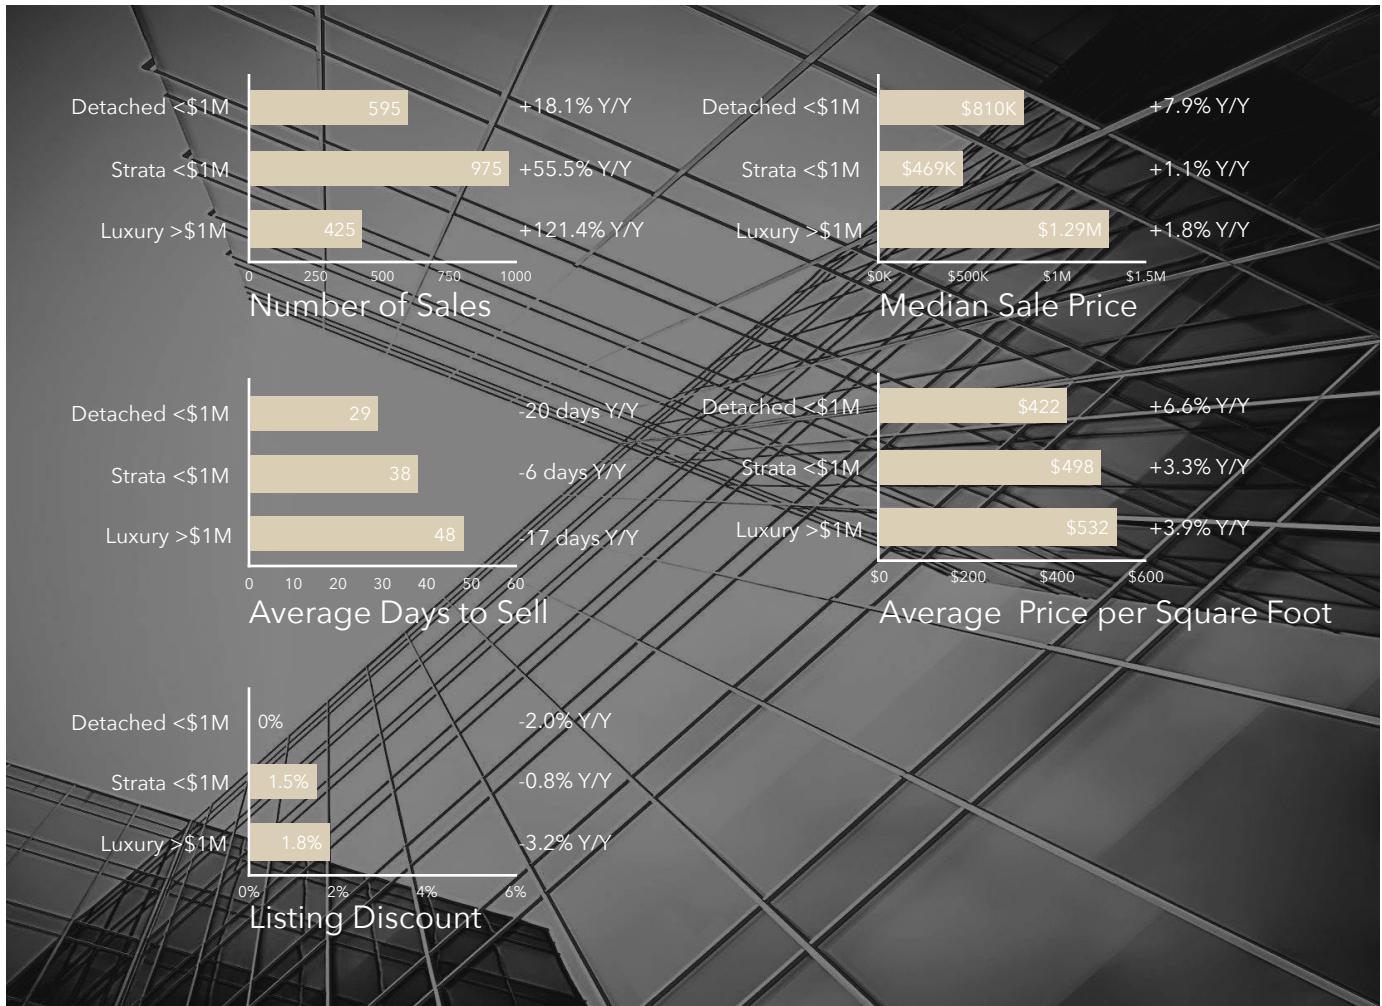 Detached <$1M 595 +18.1% Y/Y
Strata <$1M 975 +55.5% Y/Y
Luxury >$1M 425 +121.4% Y/Y
0 250 500 750 1000
Number of Sales
Detached <$1M $810K +7.9% Y/Y
Strata <$1M $469K +1.1% Y/Y
Luxury >$1M $1.29M +1.8% Y/Y
$0K $500K $1M $1.5M
Median Sale Price
Detached <$1M 29 -20 days Y/Y
Strata <$1M 38 -6 days Y/Y
Luxury >$1M 48 -17 days Y/Y
0 10 20 30 40 50 60
Average Days to Sell
Detached <$1M $422 +6.6% Y/Y
Strata <$1M $498 +3.3% Y/Y
Luxury >$1M $532 +3.9% Y/Y
$0 $200 $400 $600
Average  Price per Square Foot
Detached <$1M 0% -2.0% Y/Y
Strata <$1M 1.5% -0.8% Y/Y
Luxury >$1M 1.8% -3.2% Y/Y
0% 2% 4% 6%
Listing Discount